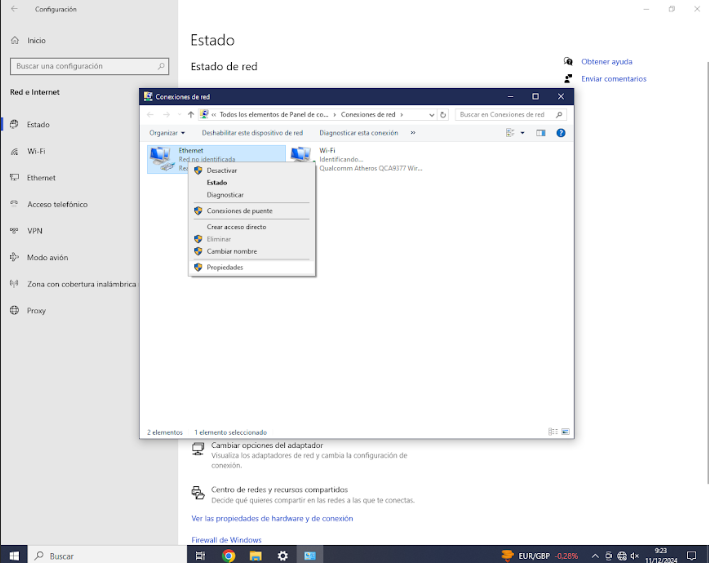 Configuración
Inicio
Buscar una configuración
Red e Internet
Estado
Wi-Fi
Ethernet
Acceso telefónico
VPN
Modo avión
Zona con cobertura inalámbrica
Proxy
Estado
Estado de red
Obtener ayuda
Enviar comentarios
Conexiones de red
« Todos los elementos de Panel de co... › Conexiones de red ›
Buscar en Conexiones de red
Organizar
Deshabilitar este dispositivo de red
Diagnosticar esta conexión
»
Ethernet
Red no identificada
Wi-Fi
Identificando...
Qualcomm Atheros QCA9377 Wir...
Desactivar
Estado
Diagnosticar
Conexiones de puente
Crear acceso directo
Eliminar
Cambiar nombre
Propiedades
2 elementos
1 elemento seleccionado
Cambiar opciones del adaptador
Visualiza los adaptadores de red y cambia la configuración de
conexión.
Centro de redes y recursos compartidos
Decide qué quieres compartir en las redes a las que te conectas.
Ver las propiedades de hardware y de conexión
Firewall de Windows
Buscar
EUR/GBP -0,28%
9:23
11/12/2024